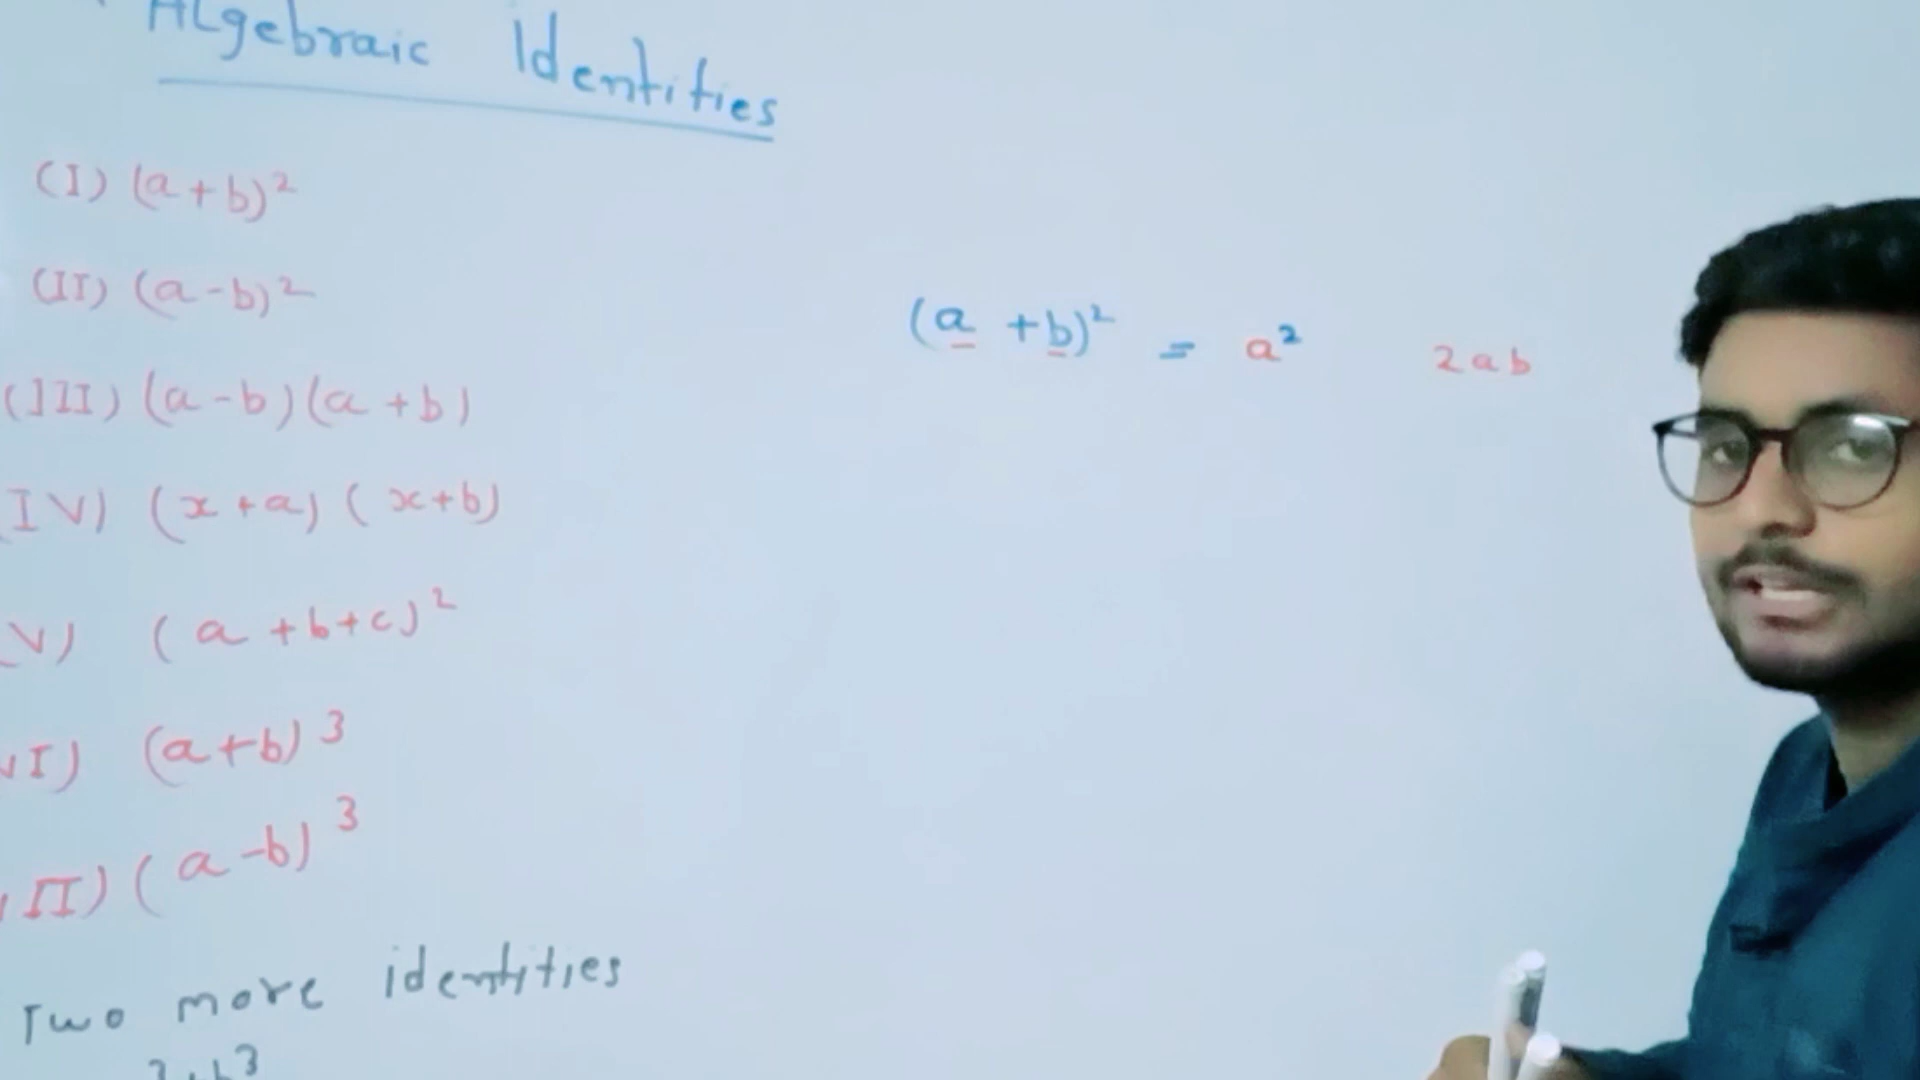 Algebraic Identities
(I) (a+b)²
(II) (a-b)²
(III) (a-b)(a+b)
IV) (x+a) (x+b)
V) (a+b+c)²
VI) (a+b)³
VII) (a-b)³
Two more identities
(a+b)² = a² 2ab